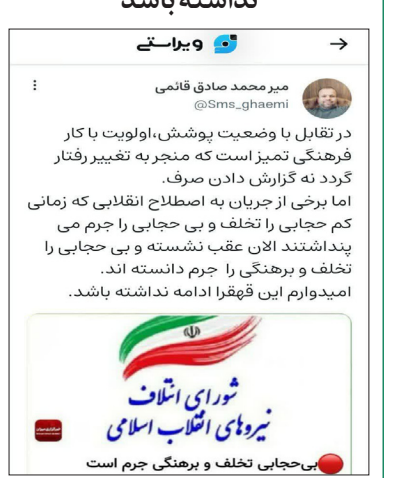 نداشته باشد
ویراستی
میر محمد صادق قائمی
@Sms_ghaemi
در تقابل با وضعیت پوشش،اولویت با کار
فرهنگی تمیز است که منجر به تغییر رفتار
گردد نه گزارش دادن صرف.
اما برخی از جریان به اصطلاح انقلابی که زمانی
کم حجابی را تخلف و بی حجابی را جرم می
پنداشتند الان عقب نشسته و بی حجابی را
تخلف و برهنگی را جرم دانسته اند.
امیدوارم این قهقرا ادامه نداشته باشد.
شورای ائتلاف
نیروهای انقلاب اسلامی
بی‌حجابی تخلف و برهنگی جرم است